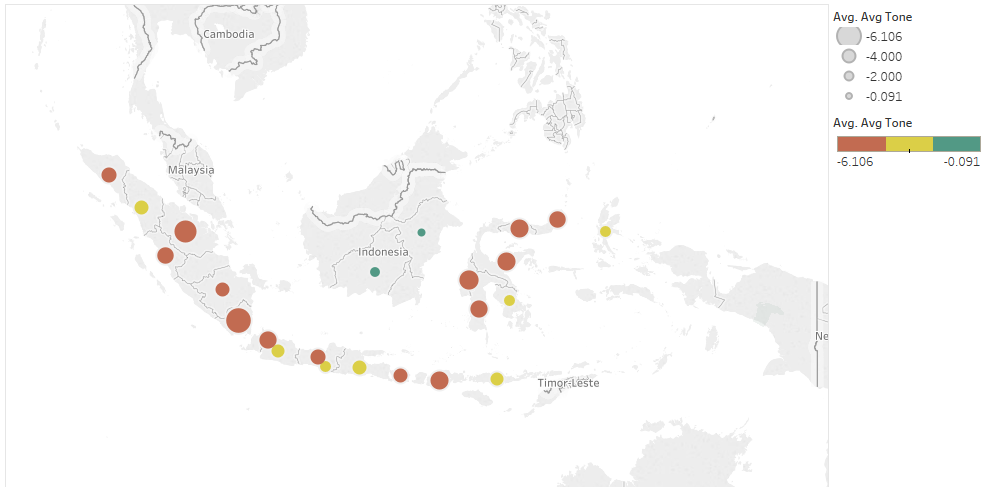 Cambodia
Malaysia
Indonesia
Timor-Leste
Ne
Avg. Avg Tone
-6.106
-4.000
-2.000
-0.091
Avg. Avg Tone
-6.106 -0.091